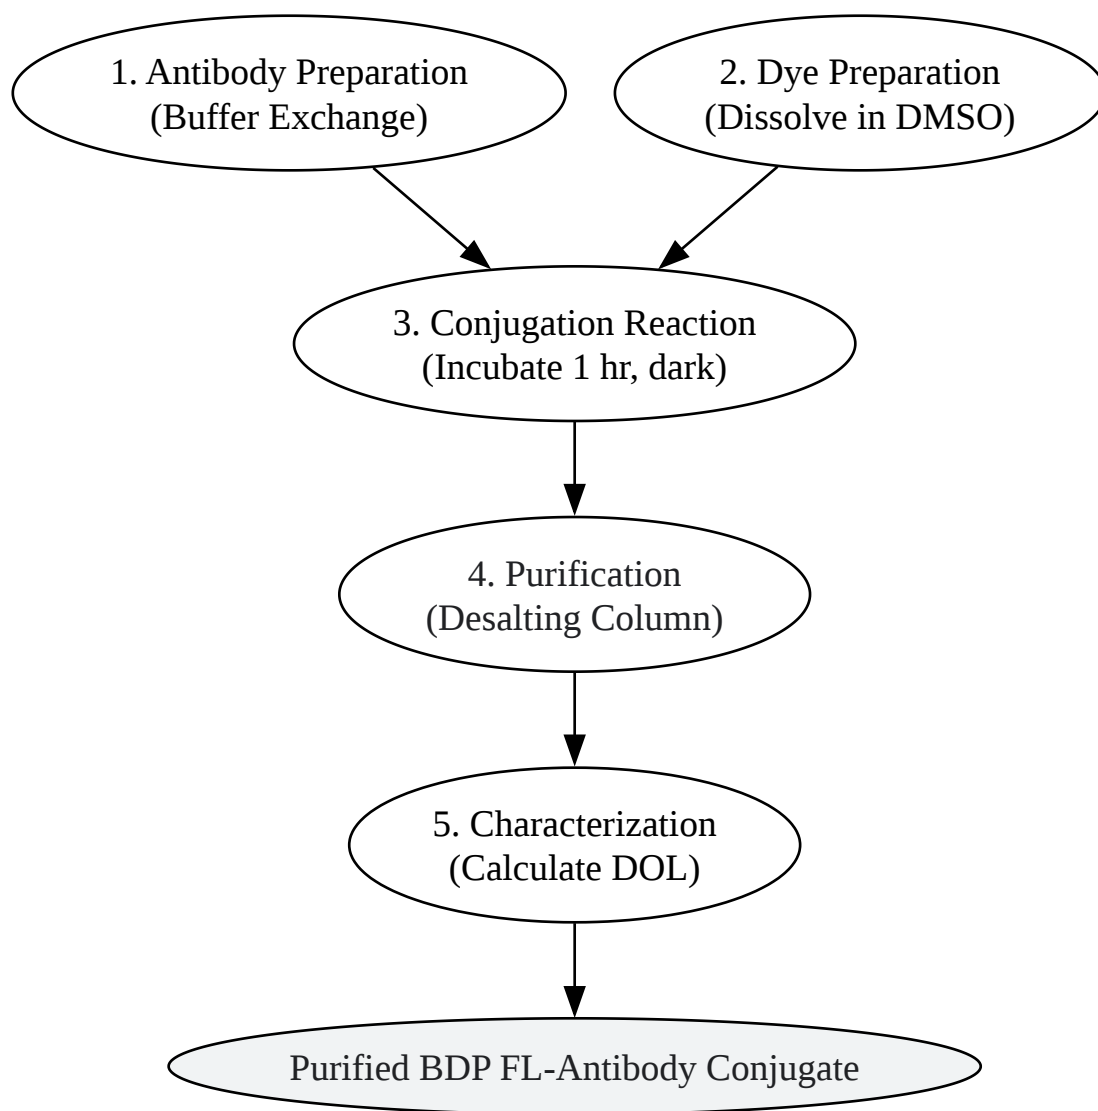 1. Antibody Preparation
(Buffer Exchange)
2. Dye Preparation
(Dissolve in DMSO)
3. Conjugation Reaction
(Incubate 1 hr, dark)
4. Purification
(Desalting Column)
5. Characterization
(Calculate DOL)
Purified BDP FL-Antibody Conjugate